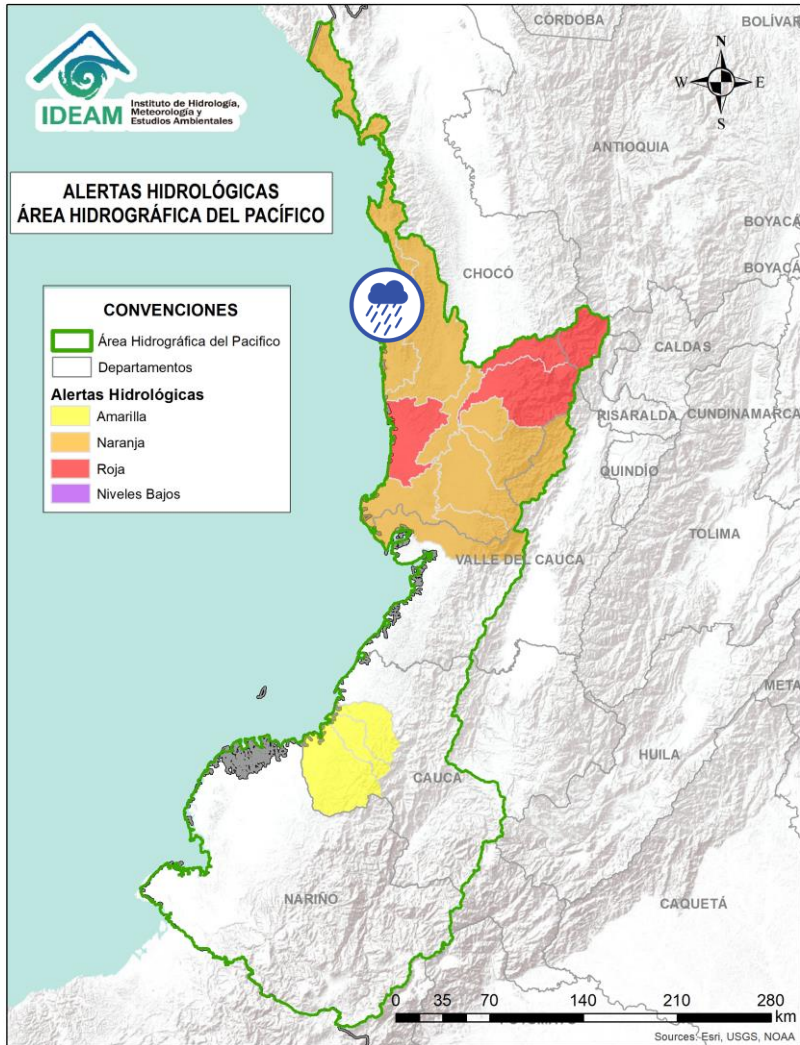 IDEAM
Instituto de Hidrología,
Meteorología y
Estudios Ambientales
ALERTAS HIDROLÓGICAS
ÁREA HIDROGRÁFICA DEL PACÍFICO
CONVENCIONES
Área Hidrográfica del Pacifico
Departamentos
Alertas Hidrológicas
Amarilla
Naranja
Roja
Niveles Bajos
N
W
E
S
CÓRDOBA
BOLÍVAR
ANTIOQUIA
BOYACÁ
CHOCÓ
BOYACÁ
CALDAS
RISARALDA
CUNDINAMARCA
QUINDÍO
TOLIMA
VALLE DEL CAUCA
META
HUILA
CAUCA
NARIÑO
CAQUETÁ
0 35 70 140 210 280
km
Sources: Esri, USGS, NOAA